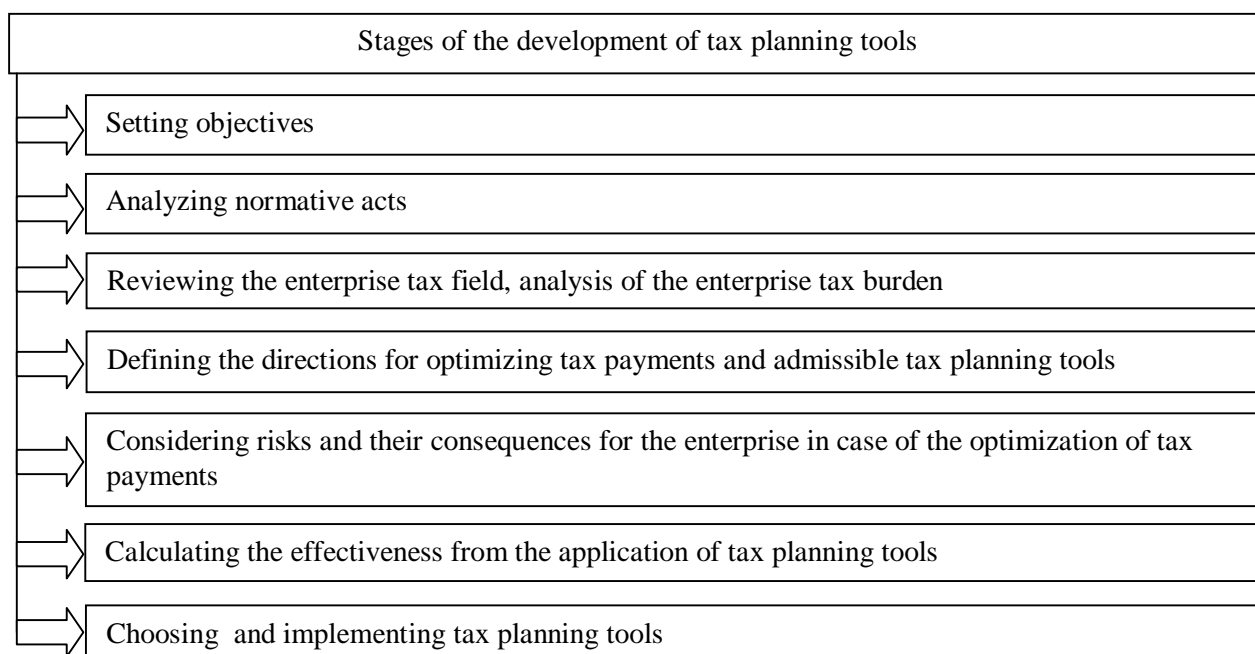 Stages of the development of tax planning tools
Setting objectives
Analyzing normative acts
Reviewing the enterprise tax field, analysis of the enterprise tax burden
Defining the directions for optimizing tax payments and admissible tax planning tools
Considering risks and their consequences for the enterprise in case of the optimization of tax
payments
Calculating the effectiveness from the application of tax planning tools
Choosing  and implementing tax planning tools